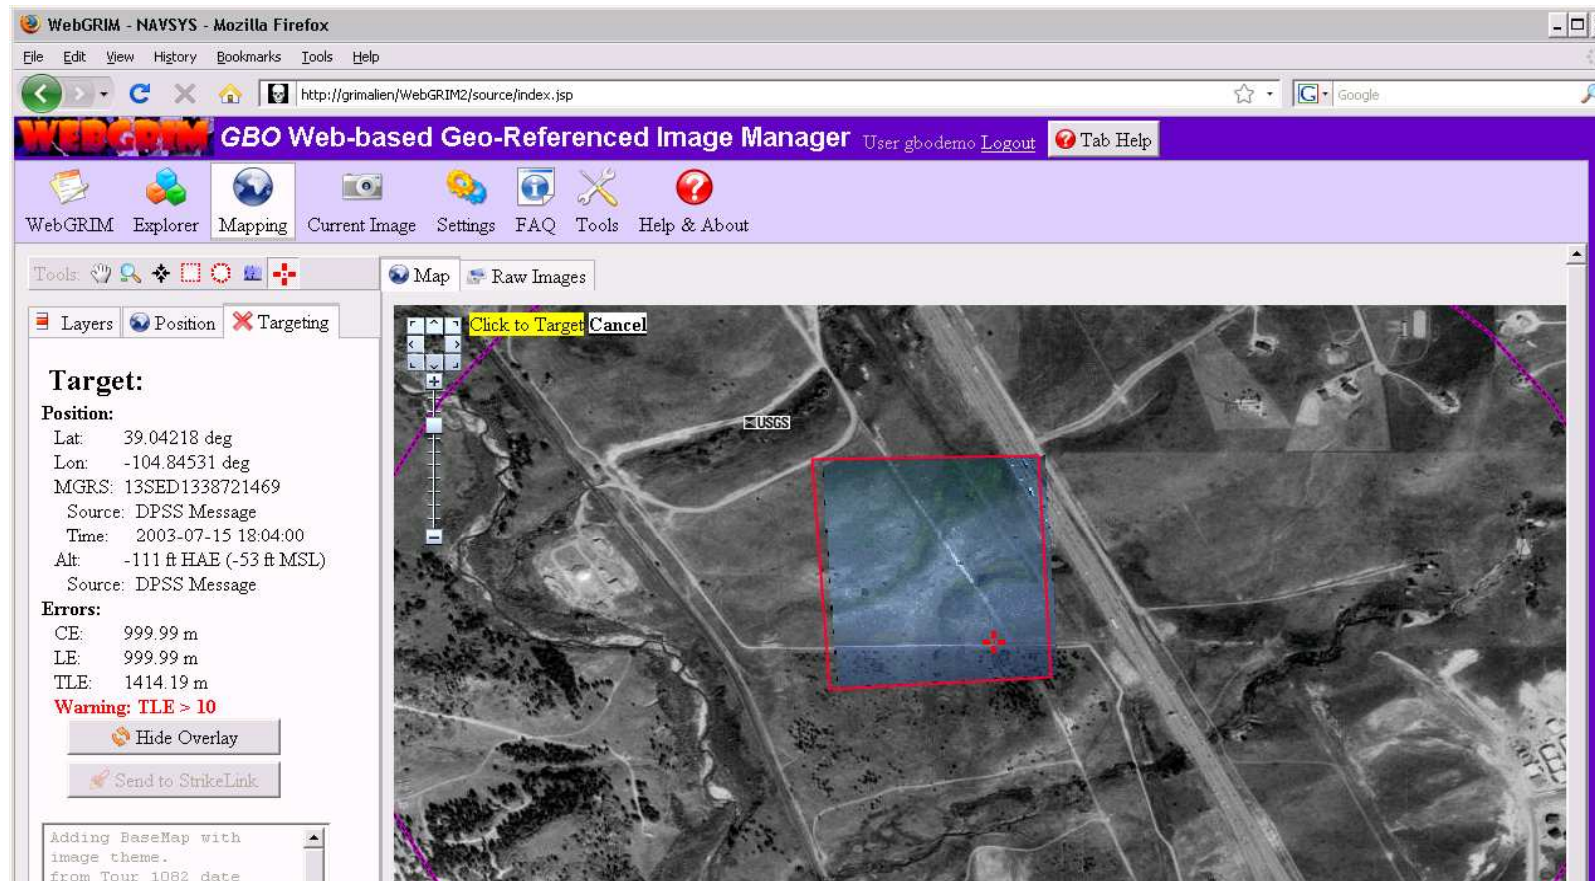 WebGRIM - NAVSYS - Mozilla Firefox
File Edit View History Bookmarks Tools Help
http://grimalien/WebGRIM2/source/index.jsp
G Google
WEBGRIM GBO Web-based Geo-Referenced Image Manager User gbodemo Logout Tab Help
WebGRIM Explorer Mapping Current Image Settings FAQ Tools Help & About
Tools:
Map Raw Images
Layers Position Targeting
Click to Target Cancel
Target:
Position:
Lat: 39.04218 deg
USGS
Lon: -104.84531 deg
MGRS: 13SED1338721469
Source: DPSS Message
Time: 2003-07-15 18:04:00
Alt: -111 ft HAE (-53 ft MSL)
Source: DPSS Message
Errors:
CE: 999.99 m
LE: 999.99 m
TLE: 1414.19 m
Warning: TLE > 10
Hide Overlay
Send to StrikeLink
Adding BaseMap with
image theme.
from Tour 1082 date